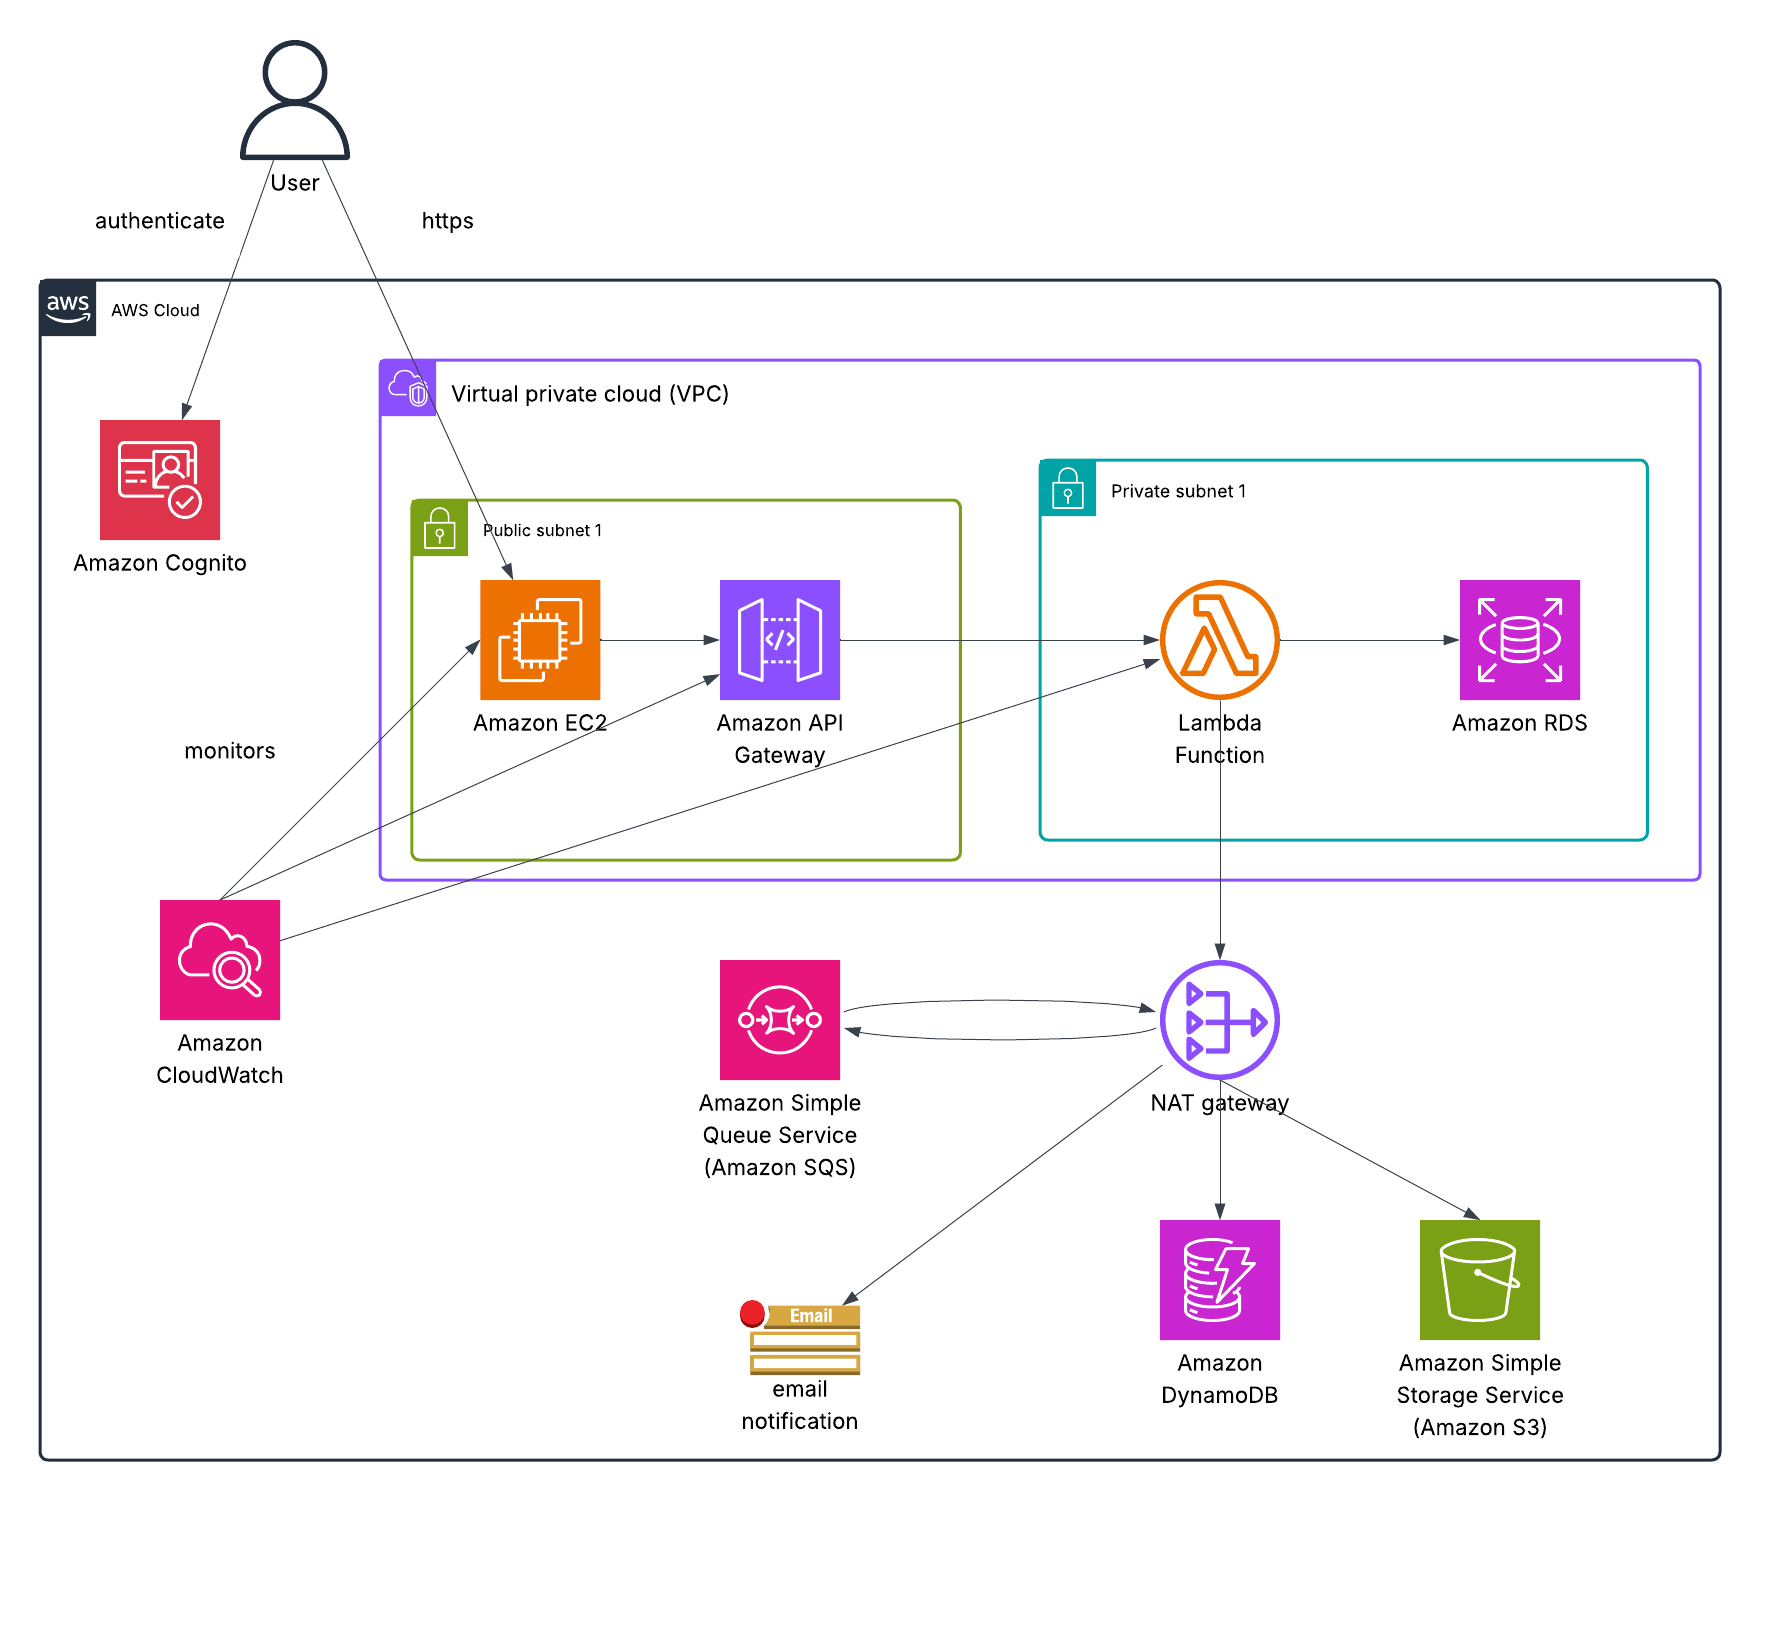 User
authenticate
https
aws
AWS Cloud
Virtual private cloud (VPC)
Private subnet 1
Public subnet 1
Amazon Cognito
</>
Amazon EC2
Amazon API
Gateway
Lambda
Function
Amazon RDS
monitors
Amazon
CloudWatch
Amazon Simple
Queue Service
(Amazon SQS)
NAT gateway
Email
email
notification
Amazon
DynamoDB
Amazon Simple
Storage Service
(Amazon S3)